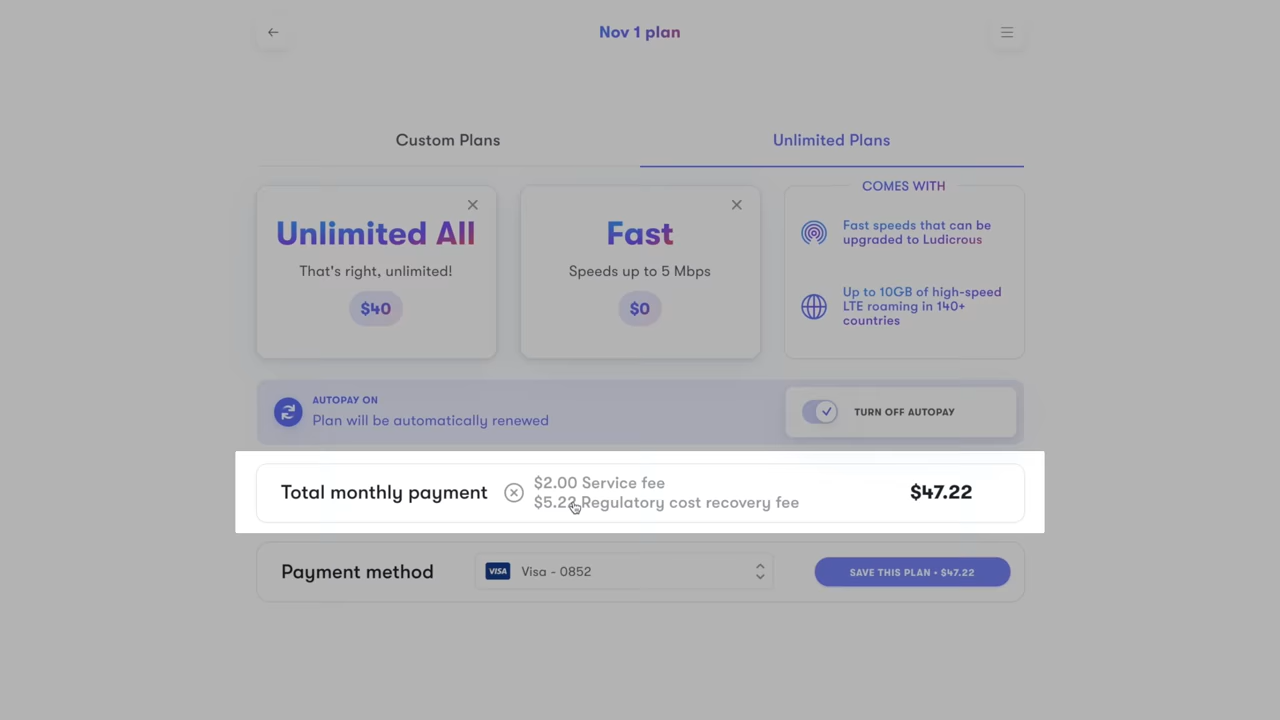 Nov 1 plan
Custom Plans
Unlimited Plans
Unlimited All
That's right, unlimited!
$40
Fast
Speeds up to 5 Mbps
$0
COMES WITH
Fast speeds that can be
upgraded to Ludicrous
Up to 10GB of high-speed
LTE roaming in 140+
countries
AUTOPAY ON
Plan will be automatically renewed
TURN OFF AUTOPAY
Total monthly payment
$2.00 Service fee
$5.22 Regulatory cost recovery fee
$47.22
Payment method
VISA
Visa - 0852
SAVE THIS PLAN • $47.22